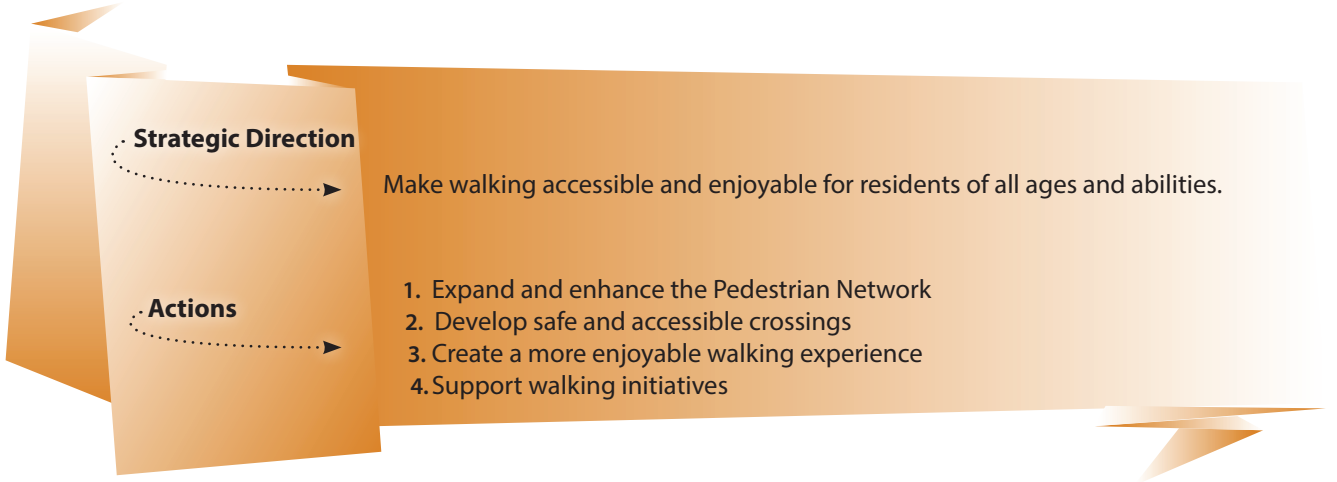 Strategic Direction
Make walking accessible and enjoyable for residents of all ages and abilities.
Actions
1. Expand and enhance the Pedestrian Network
2. Develop safe and accessible crossings
3. Create a more enjoyable walking experience
4. Support walking initiatives